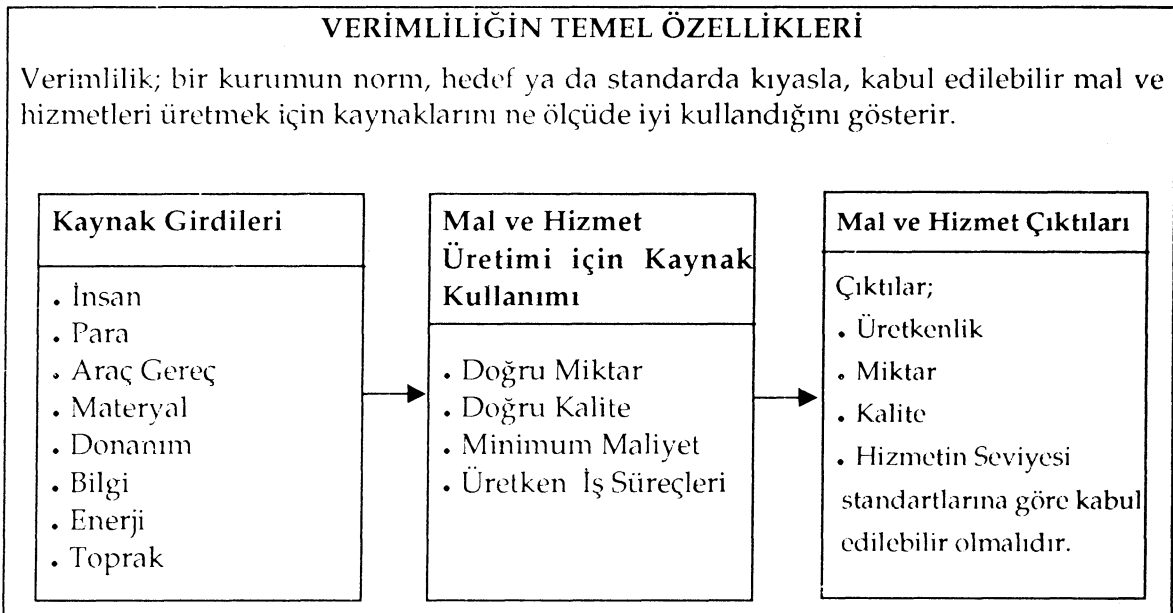 VERİMLİLİĞİN TEMEL ÖZELLİKLERİ
Verimlilik; bir kurumun norm, hedef ya da standarda kıyasla, kabul edilebilir mal ve
hizmetleri üretmek için kaynaklarını ne ölçüde iyi kullandığını gösterir.
Kaynak Girdileri
. İnsan
. Para
. Araç Gereç
. Materyal
. Donanım
. Bilgi
. Enerji
. Toprak
Mal ve Hizmet
Üretimi için Kaynak
Kullanımı
. Doğru Miktar
. Doğru Kalite
. Minimum Maliyet
. Üretken İş Süreçleri
Mal ve Hizmet Çıktıları
Çıktılar;
. Üretkenlik
. Miktar
. Kalite
. Hizmetin Seviyesi
standartlarına göre kabul
edilebilir olmalıdır.